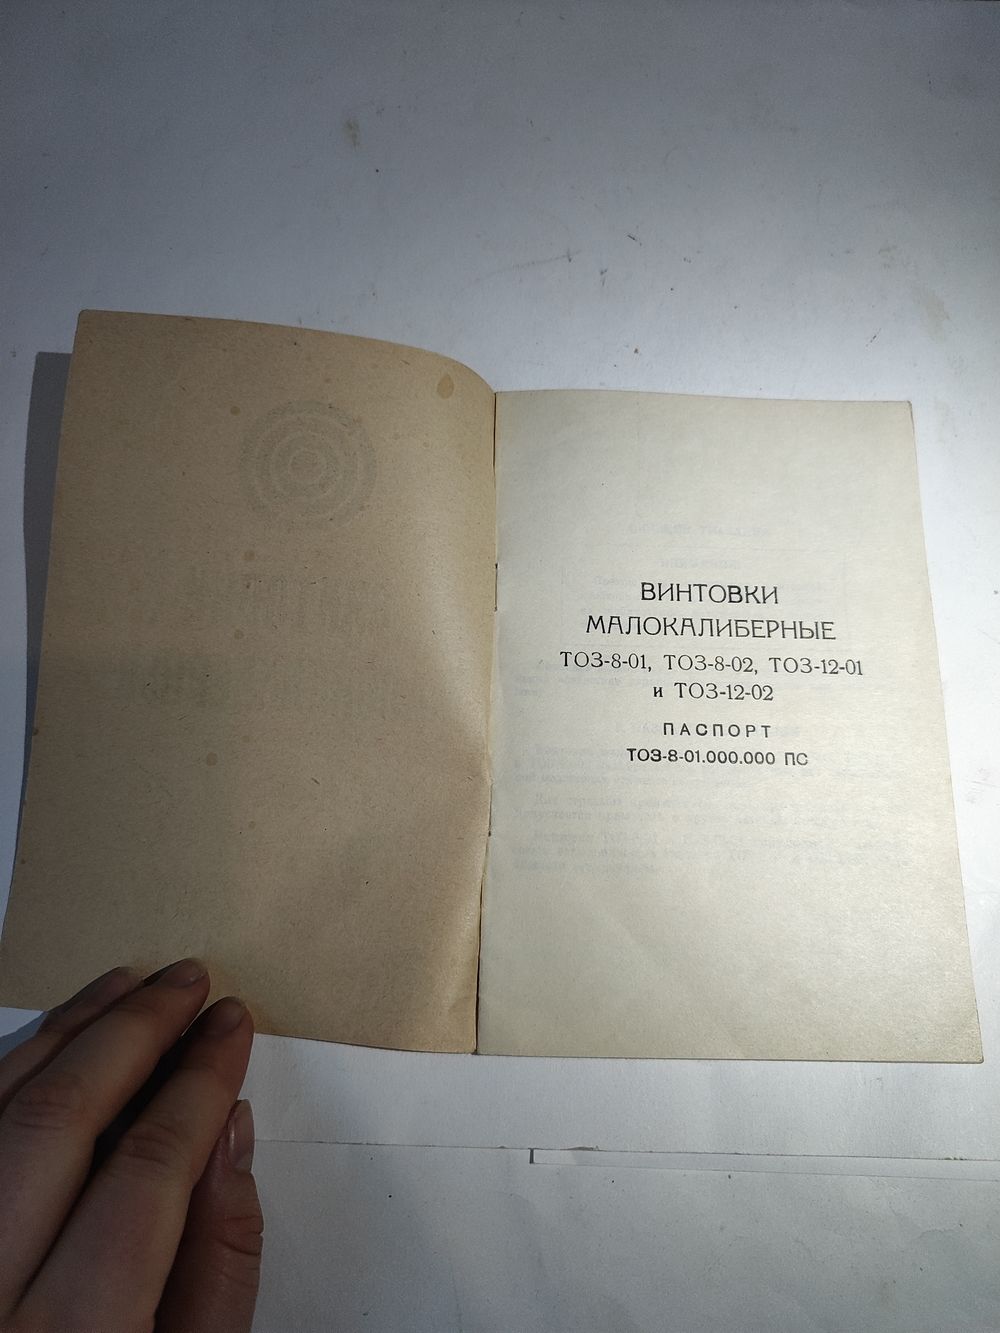 ВИНТОВКИ
МАЛОКАЛИБЕРНЫЕ
ТОЗ-8-01, ТОЗ-8-02, ТОЗ-12-01
и ТОЗ-12-02
ПАСПОРТ
ТОЗ-8-01.000.000 ПС